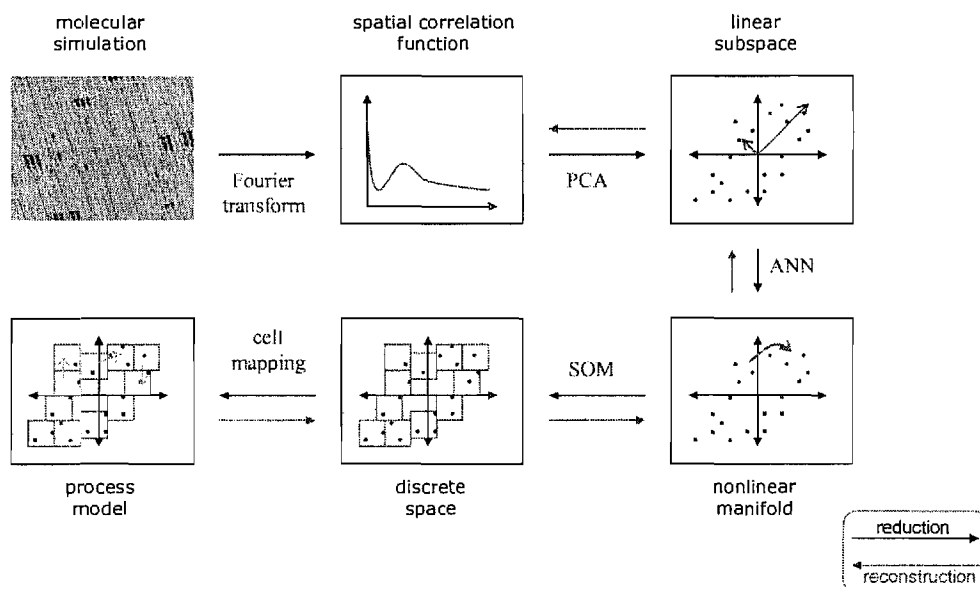 molecular
simulation
spatial correlation
function
linear
subspace
Fourier
transform
PCA
ANN
cell
mapping
SOM
process
model
discrete
space
nonlinear
manifold
reduction
reconstruction